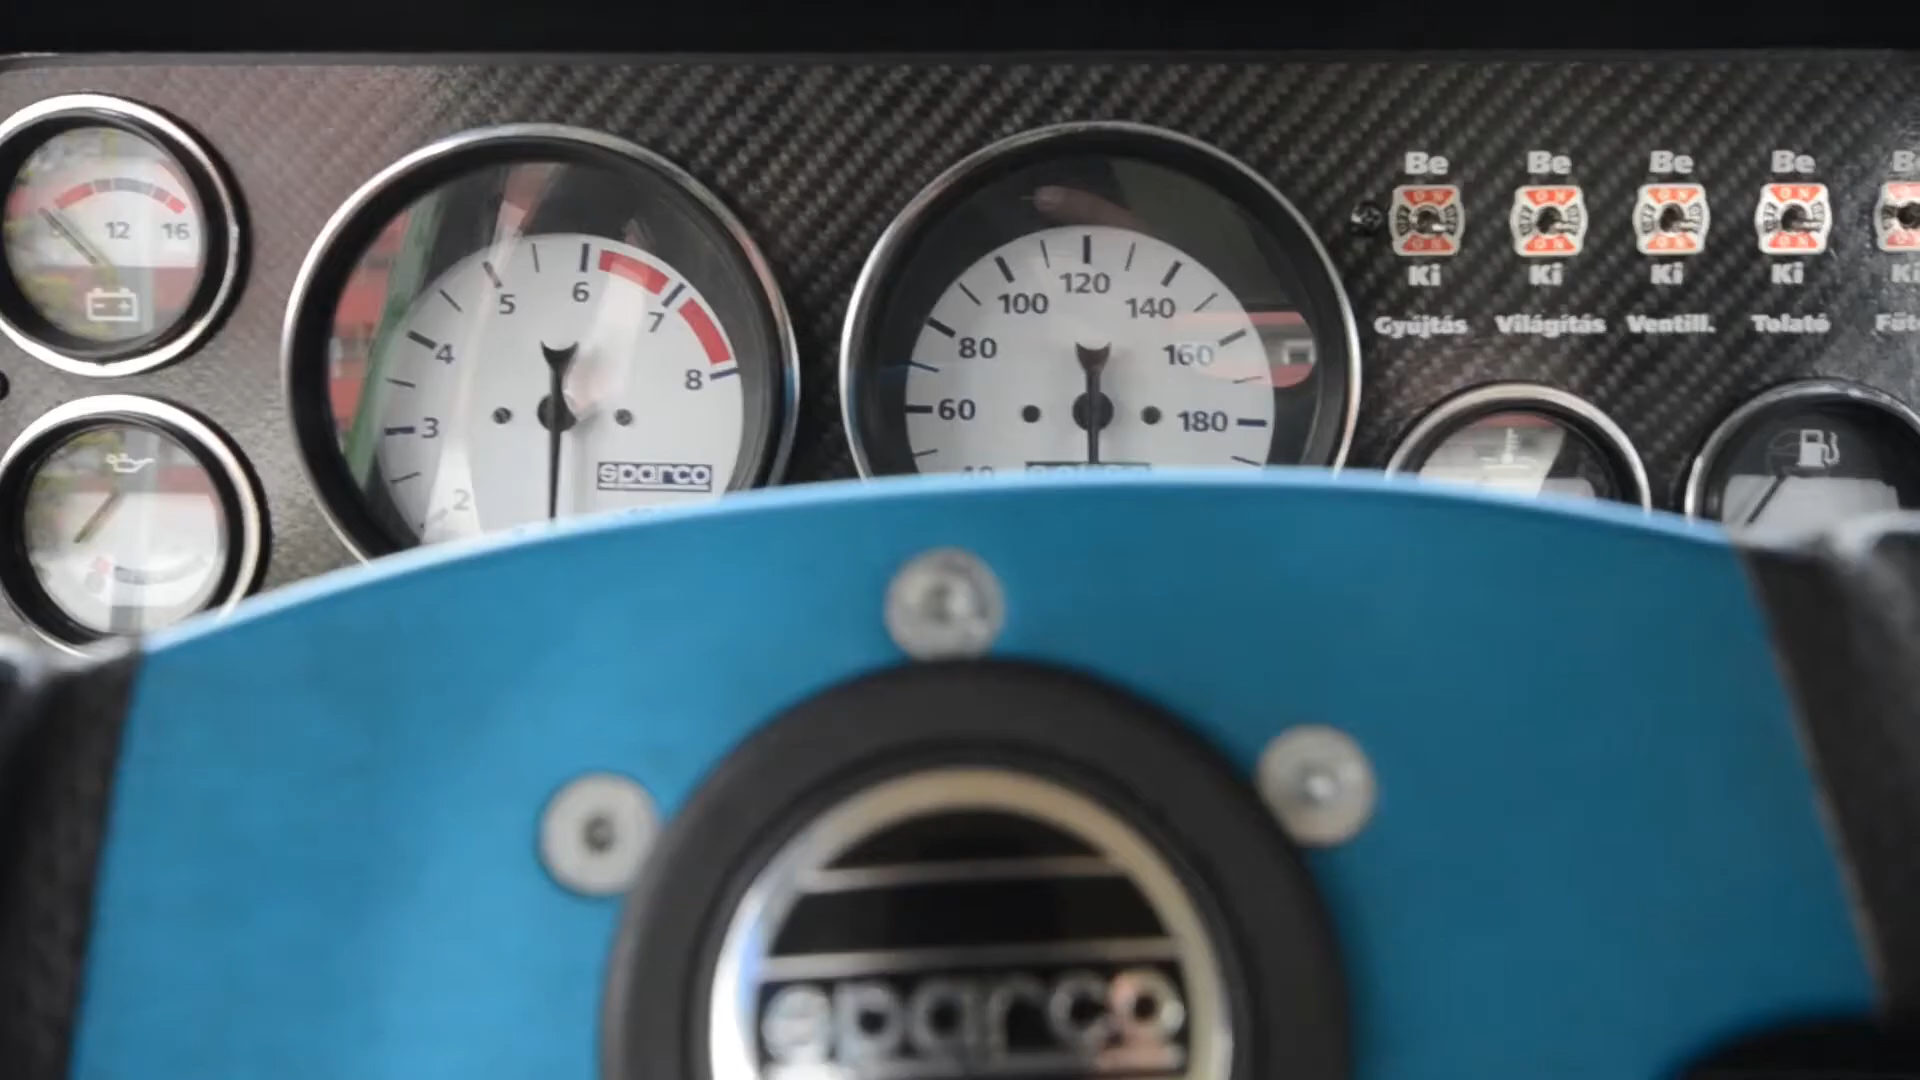 Be Be Be Be
Ki Ki Ki Ki
Gyújtás Világítás Ventill. Tolató
12 16
2 3 4 5 6 7 8
sparco
60 80 100 120 140 160 180
sparco